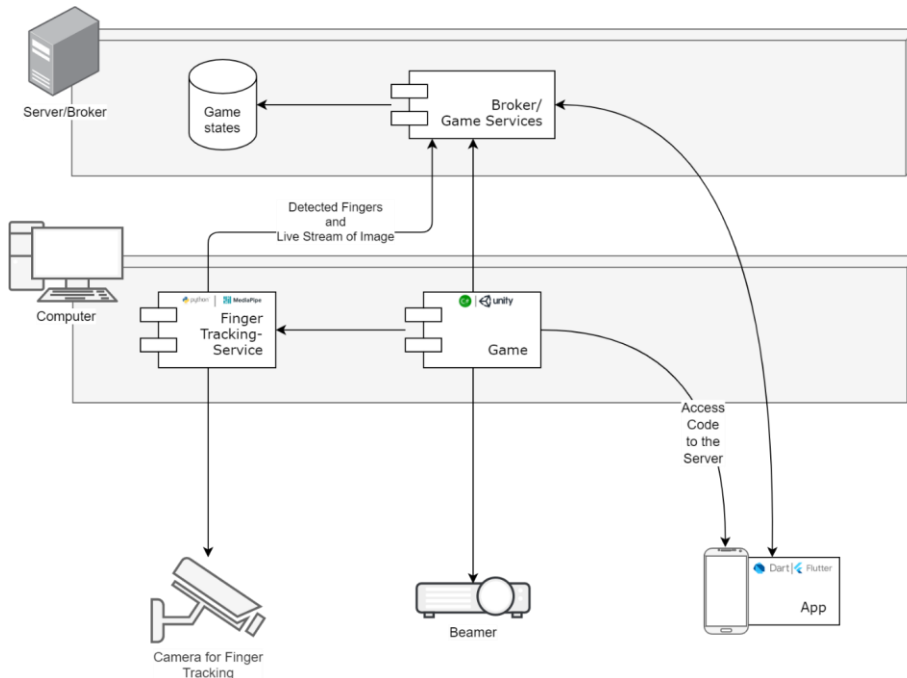 Server/Broker
Game
states
Broker/
Game Services
Detected Fingers
and
Live Stream of Image
Computer
python | MediaPipe
Finger
Tracking-
Service
unity
Game
Access
Code
to the
Server
Dart | Flutter
App
Beamer
Camera for Finger
Tracking